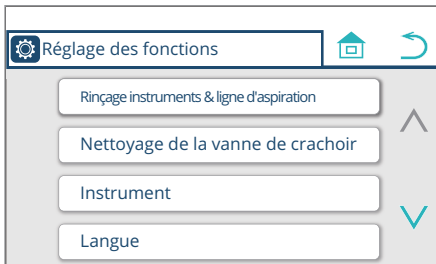 Réglage des fonctions
Rinçage instruments & ligne d'aspiration
Nettoyage de la vanne de crachoir
Instrument
Langue